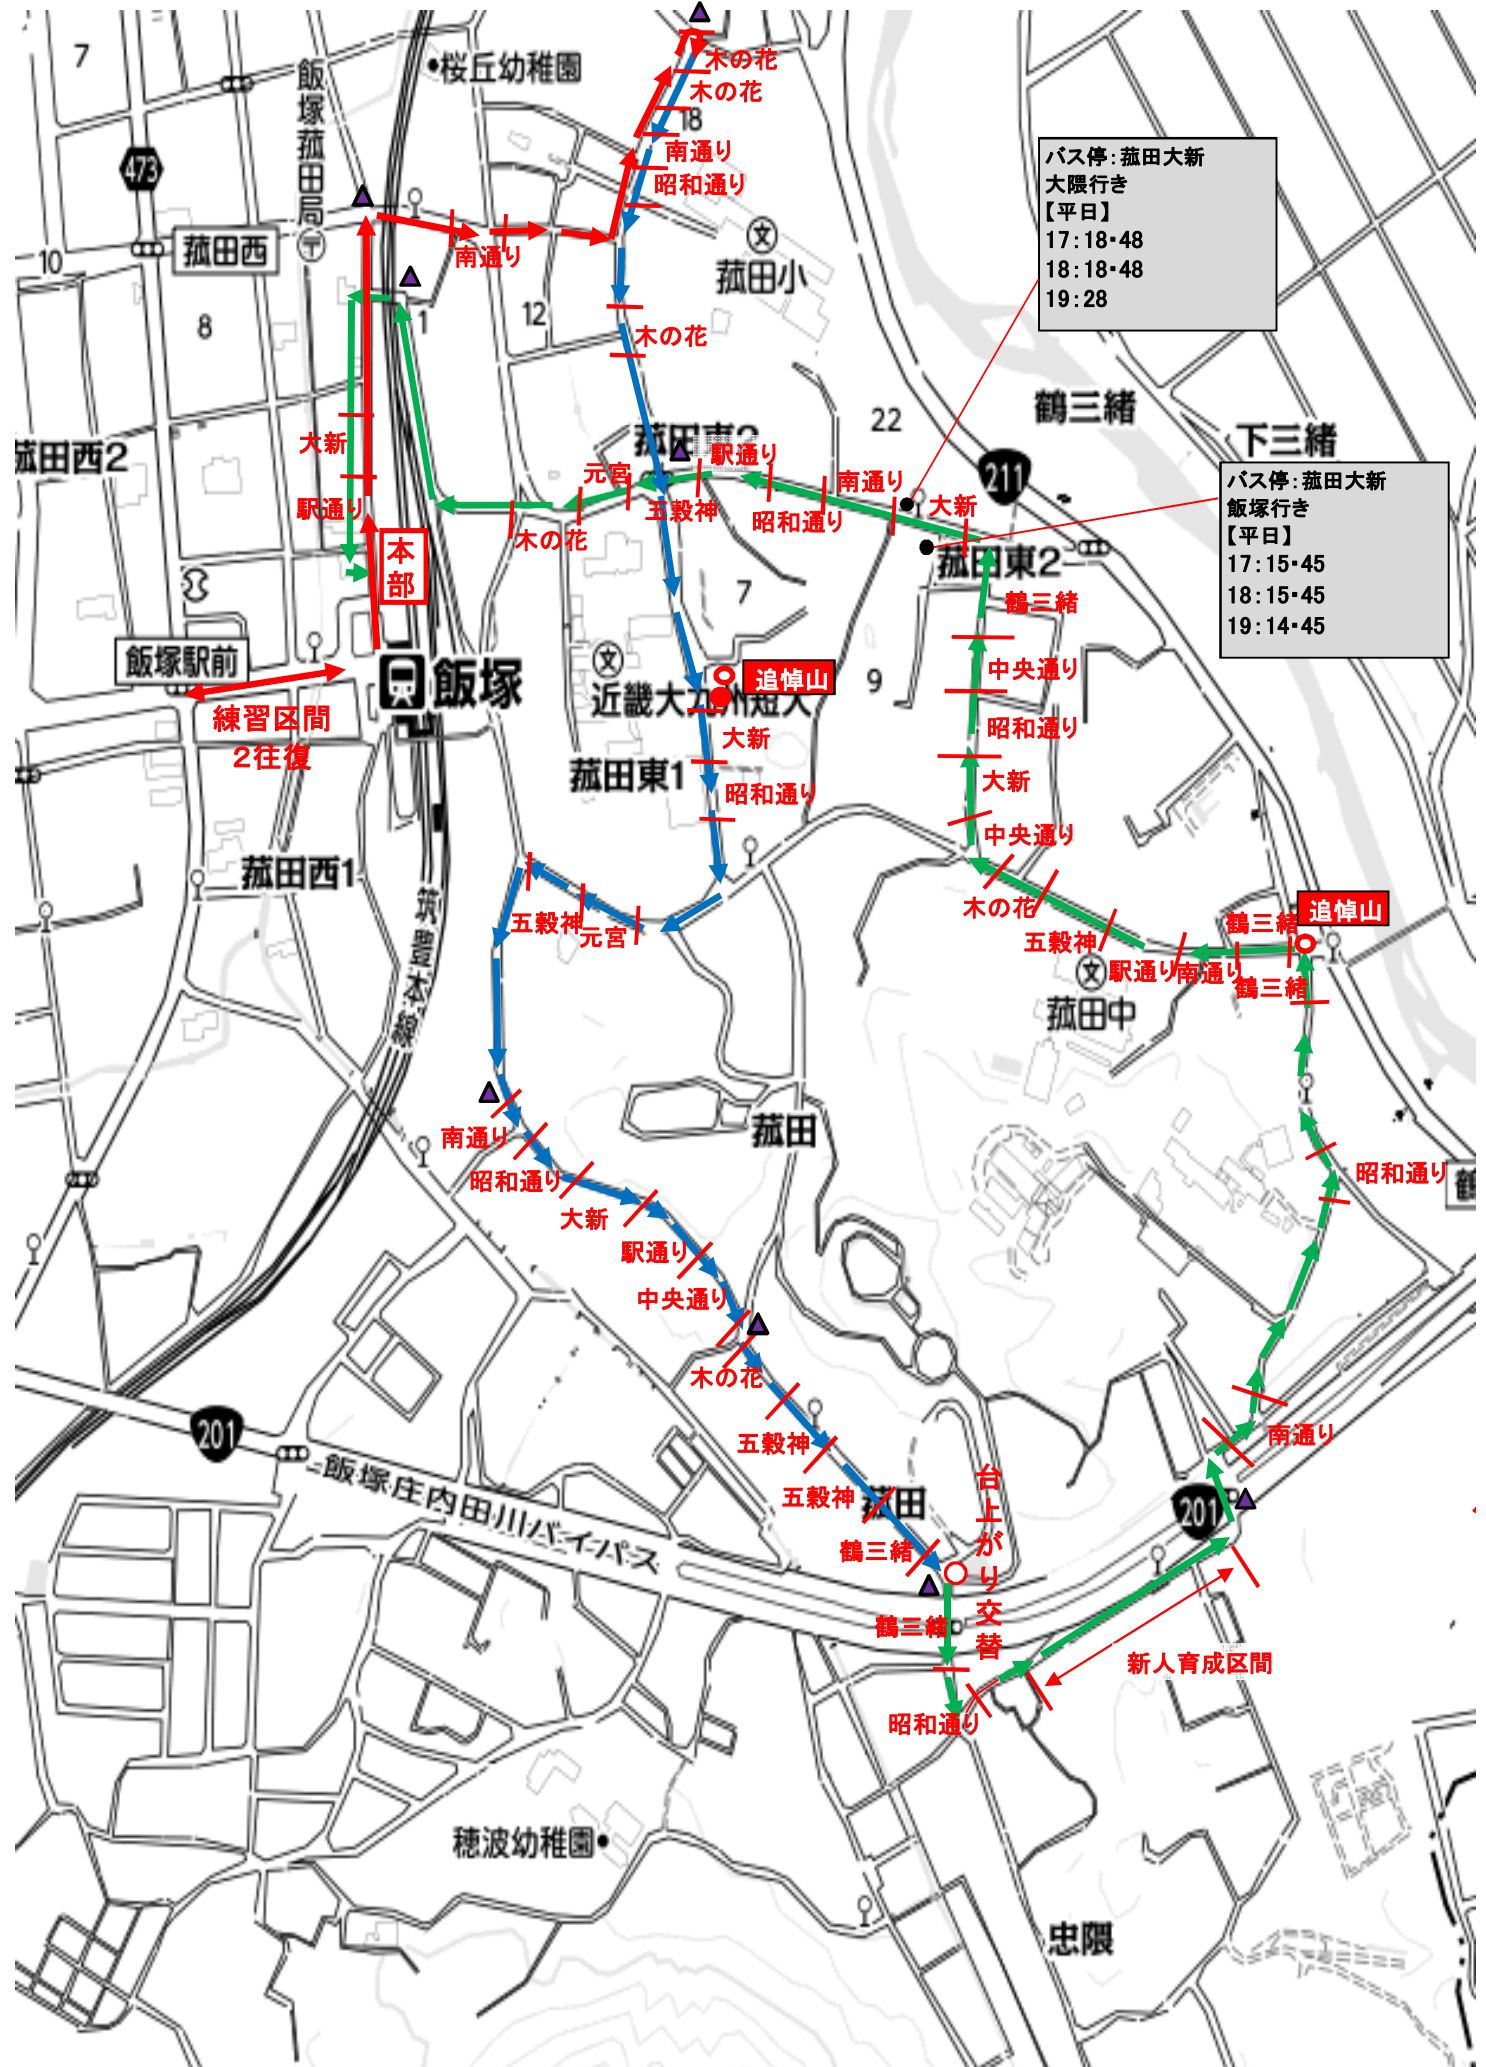 7
桜丘幼稚園
飯塚菰田局
木の花
木の花
18
南通り
昭和通り
473
バス停:菰田大新
大隈行き
【平日】
17:18・48
18:18・48
19:28
菰田西
10
南通り
菰田小
8
1
12
木の花
22
鶴三緒
下三緒
菰田西2
大新
駅通り
元宮
五穀神
駅通り
昭和通り
南通り
大新
211
バス停:菰田大新
飯塚行き
【平日】
17:15・45
18:15・45
19:14・45
駅通り
本部
木の花
菰田東2
7
鶴三緒
飯塚駅前
飯塚
文
近畿大九州短大
追悼山
9
中央通り
練習区間
2往復
大新
昭和通り
菰田東1
昭和通り
大新
中央通り
菰田西1
筑豊本線
五穀神
元宮
木の花
五穀神
駅通り
南通り
鶴三緒
鶴三緒
追悼山
文
菰田中
南通り
菰田
昭和通り
昭和通り
鶴
大新
駅通り
中央通り
木の花
201
飯塚庄内田川バイパス
五穀神
五穀神
菰田
台上がり交替
南通り
201
鶴三緒
鶴三緒
昭和通り
新人育成区間
穂波幼稚園
忠隈